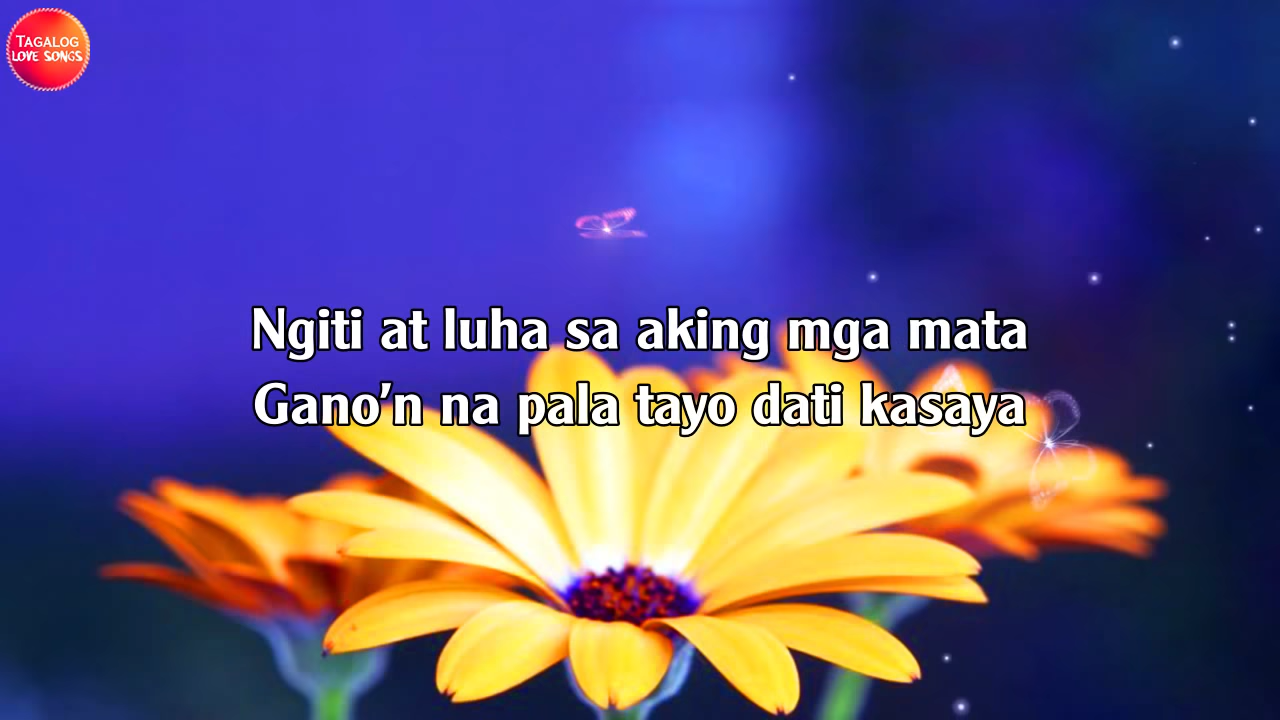 TAGALOG
LOVE SONGS
Ngiti at luha sa aking mga mata
Gano'n na pala tayo dati kasaya